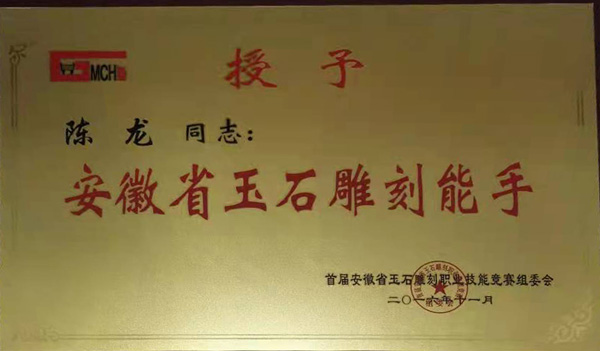 MCH
授予
陈龙 同志：
安徽省玉石雕刻能手
首届安徽省玉石雕刻职业技能竞赛组委会
二〇一六年十一月